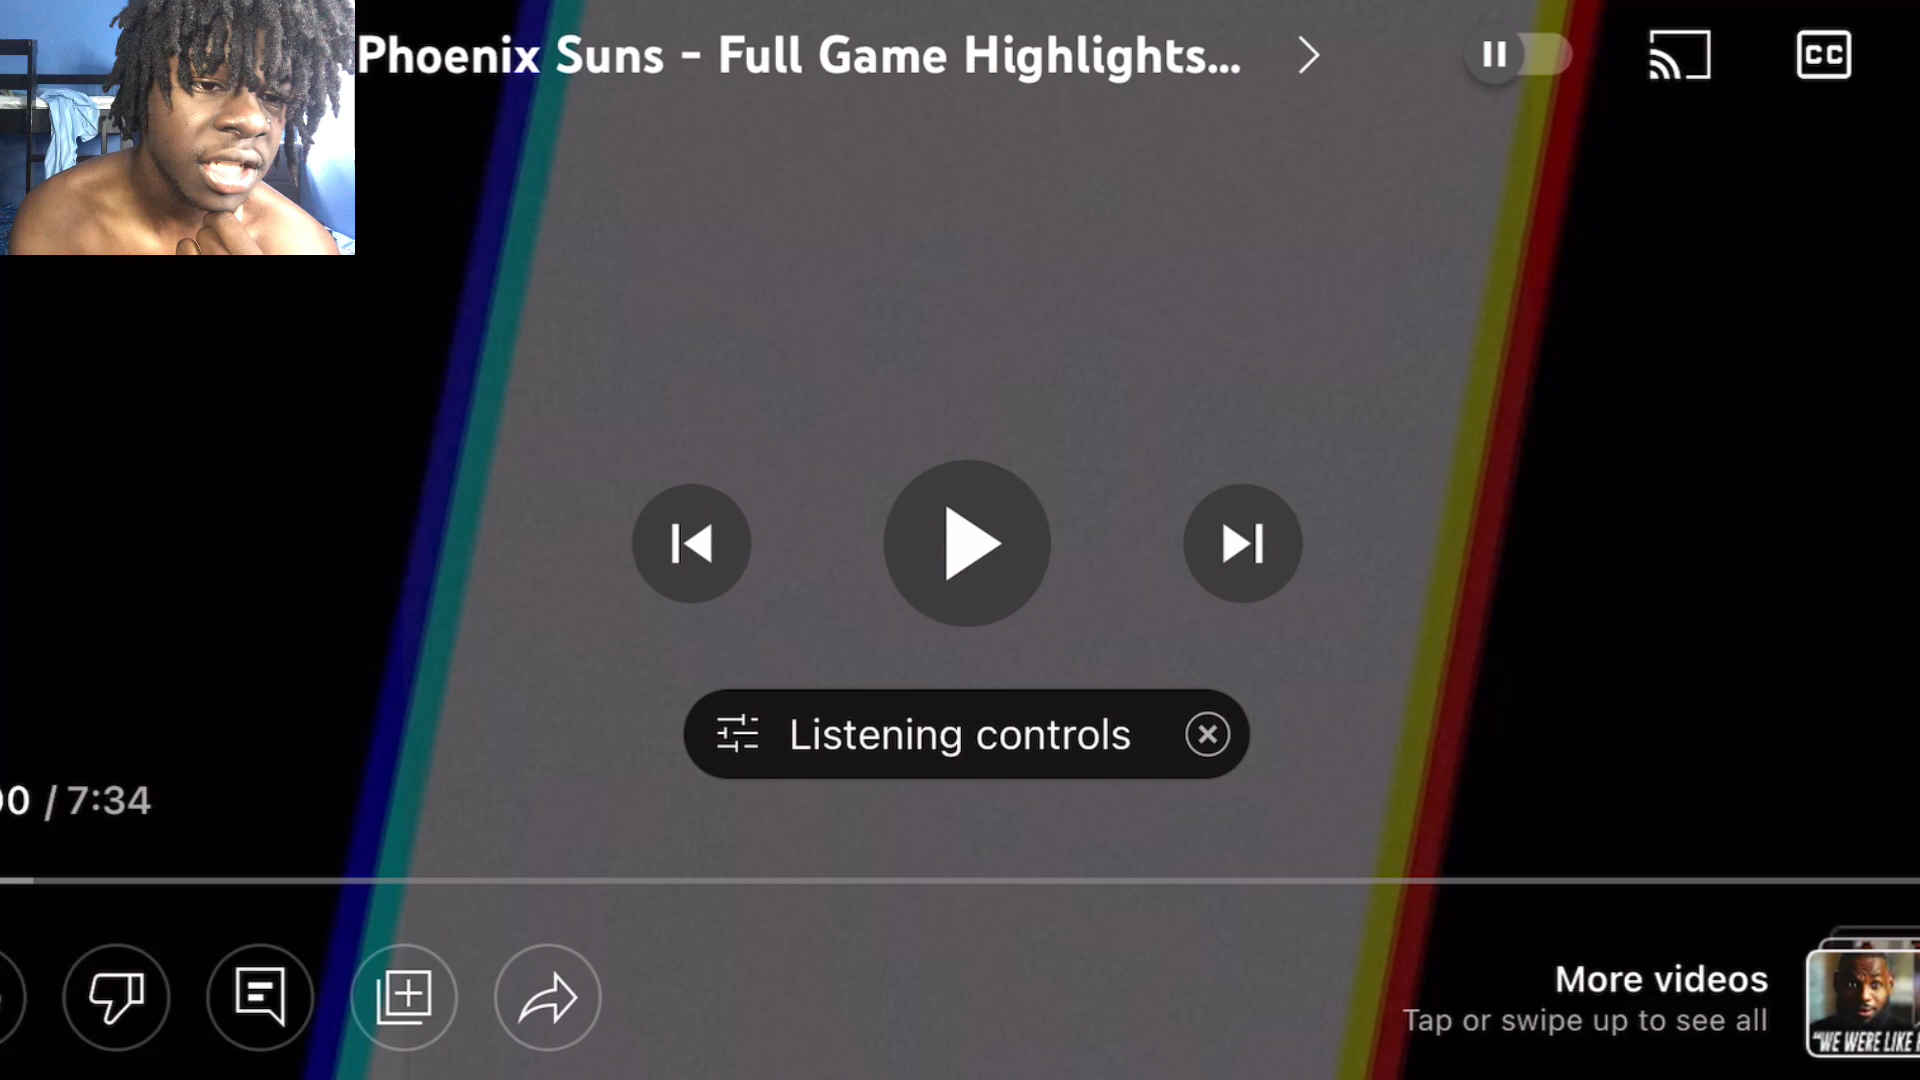 Phoenix Suns - Full Game Highlights...
CC
Listening controls
/ 7:34
More videos
Tap or swipe up to see all
"WE WERE LIKE